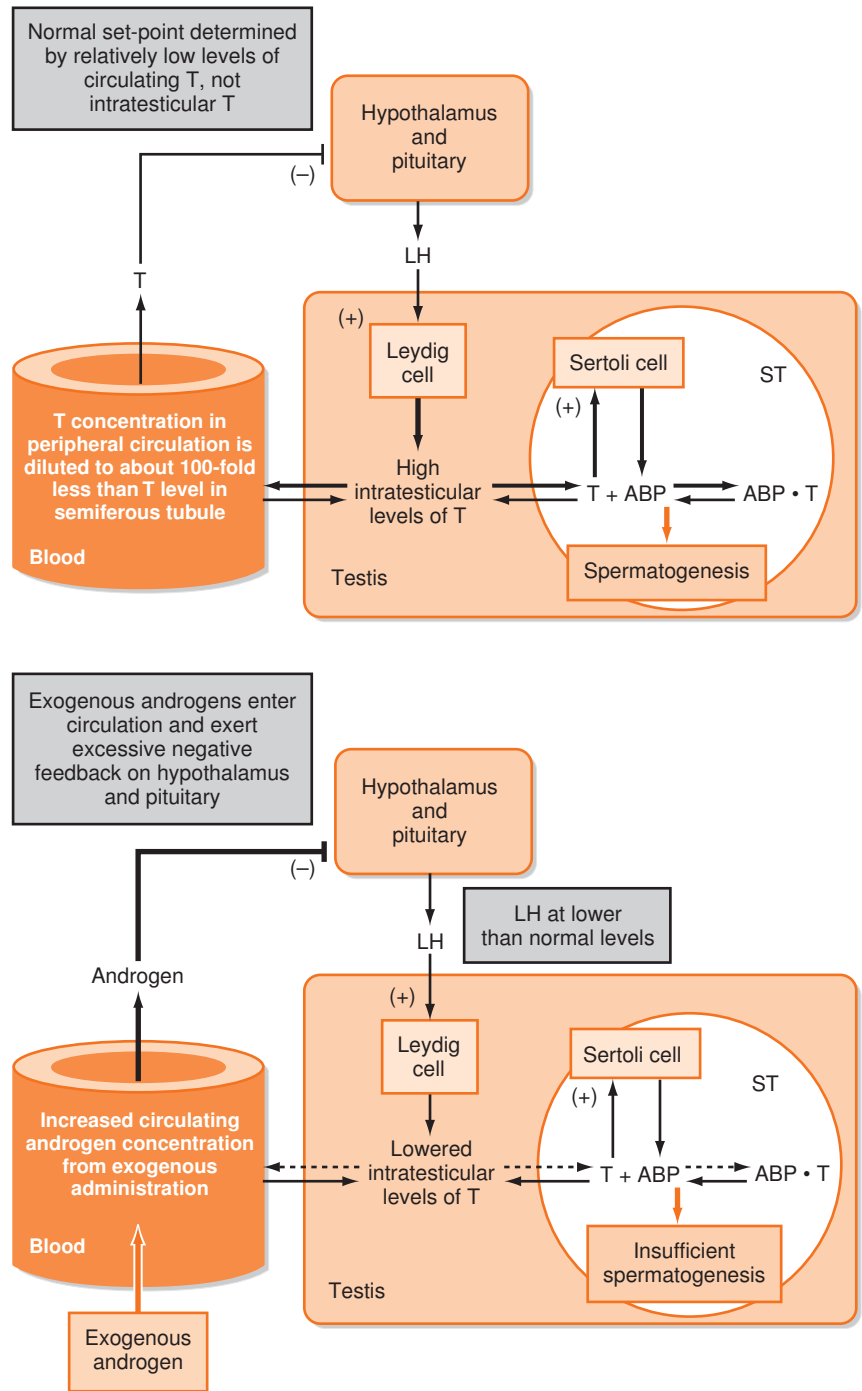 Normal set-point determined
by relatively low levels of
circulating T, not
intratesticular T
Hypothalamus
and
pituitary
(–)
LH
T
(+)
Leydig
cell
Sertoli cell
ST
(+)
T concentration in
peripheral circulation is
diluted to about 100-fold
less than T level in
semiferous tubule
Blood
High
intratesticular
levels of T
T + ABP
ABP • T
Spermatogenesis
Testis
Exogenous androgens enter
circulation and exert
excessive negative
feedback on hypothalamus
and pituitary
Hypothalamus
and
pituitary
(–)
LH
LH at lower
than normal levels
Androgen
(+)
Leydig
cell
Sertoli cell
ST
(+)
Increased circulating
androgen concentration
from exogenous
administration
Blood
Lowered
intratesticular
levels of T
T + ABP
ABP • T
Insufficient
spermatogenesis
Testis
Exogenous
androgen